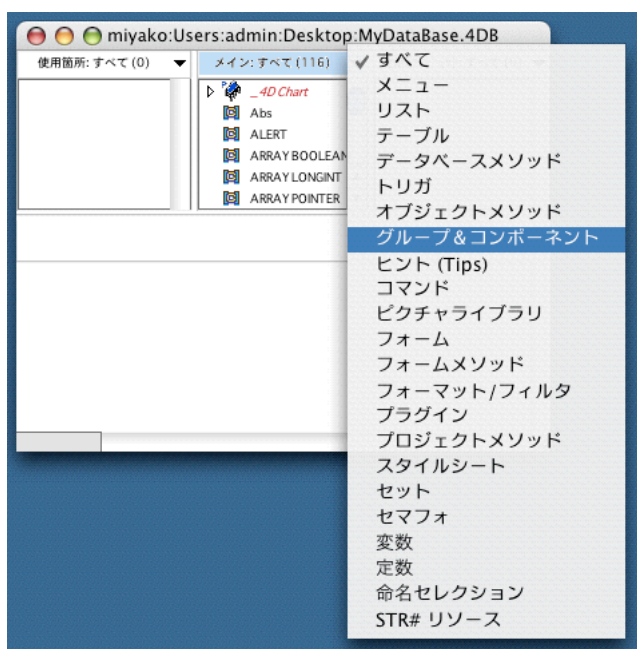 miyako:Users:admin:Desktop:MyDataBase.4DB
使用箇所: すべて (0)
メイン: すべて (116)
_4D Chart
Abs
ALERT
ARRAY BOOLEAN
ARRAY LONGINT
ARRAY POINTER
すべて
メニュー
リスト
テーブル
データベースメソッド
トリガ
オブジェクトメソッド
グループ&コンポーネント
ヒント (Tips)
コマンド
ピクチャライブラリ
フォーム
フォームメソッド
フォーマット/フィルタ
プラグイン
プロジェクトメソッド
スタイルシート
セット
セマフォ
変数
定数
命名セレクション
STR# リソース